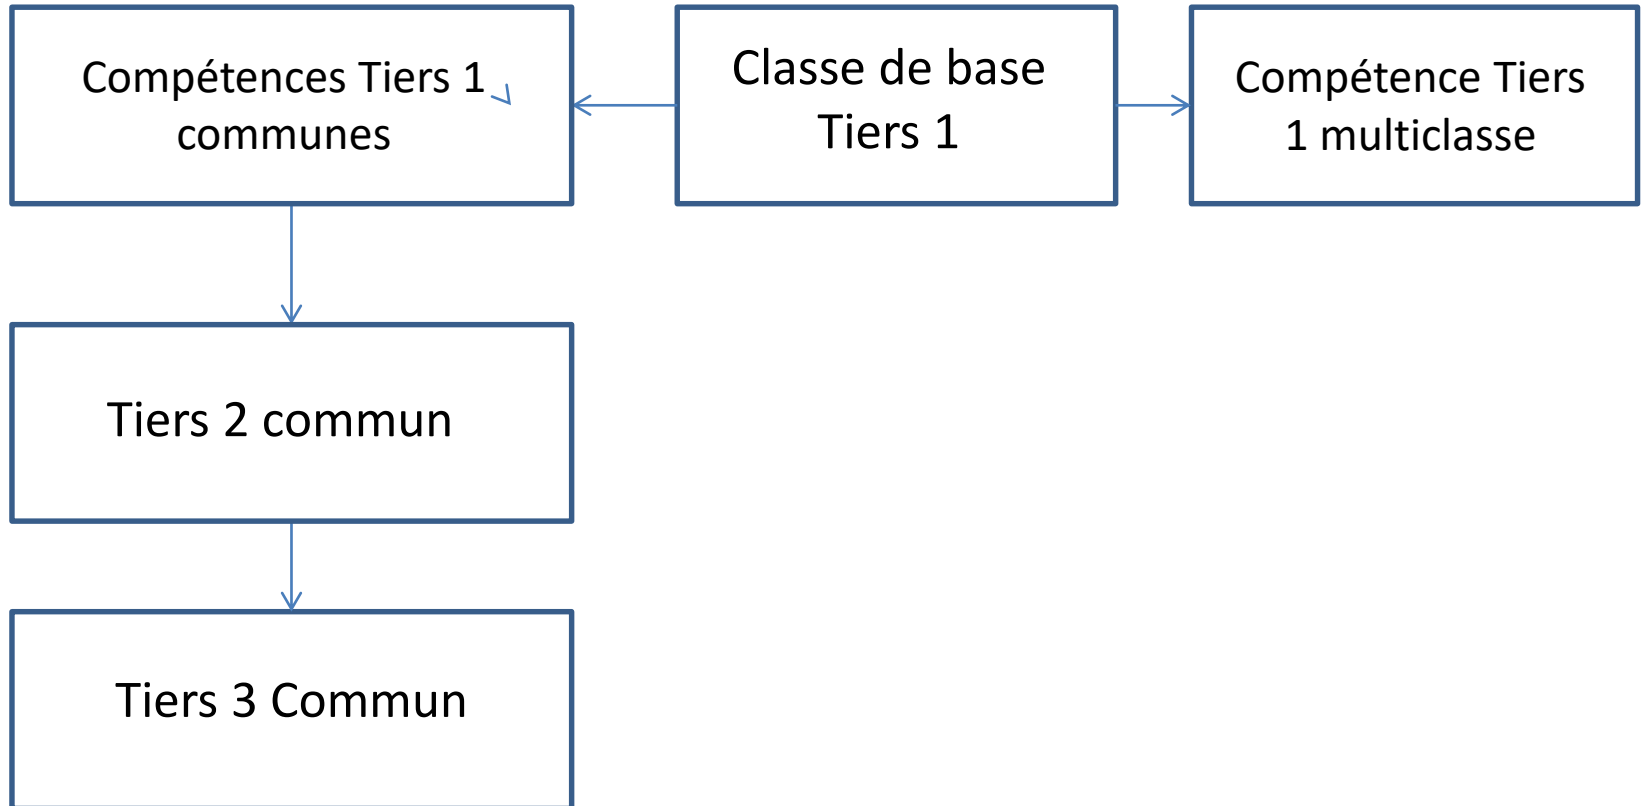 Compétences Tiers 1
communes
Classe de base
Tiers 1
Compétence Tiers
1 multiclasse
Tiers 2 commun
Tiers 3 Commun